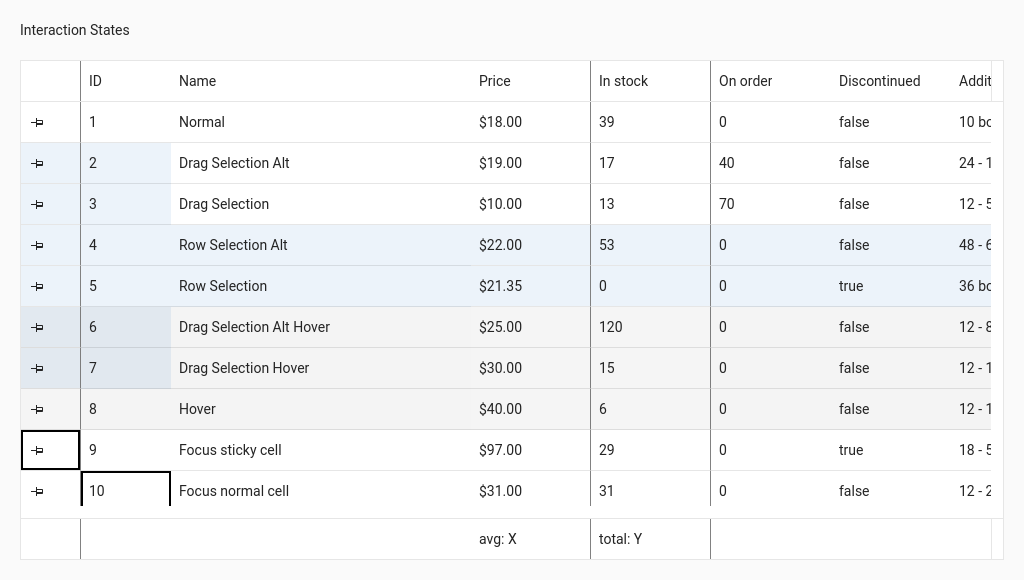 Interaction States
ID Name Price In stock On order Discontinued Addit
1 Normal $18.00 39 0 false 10 bo
2 Drag Selection Alt $19.00 17 40 false 24 - 1
3 Drag Selection $10.00 13 70 false 12 - 5
4 Row Selection Alt $22.00 53 0 false 48 - 6
5 Row Selection $21.35 0 0 true 36 bo
6 Drag Selection Alt Hover $25.00 120 0 false 12 - 8
7 Drag Selection Hover $30.00 15 0 false 12 - 1
8 Hover $40.00 6 0 false 12 - 1
9 Focus sticky cell $97.00 29 0 true 18 - 5
10 Focus normal cell $31.00 31 0 false 12 - 2
avg: X total: Y